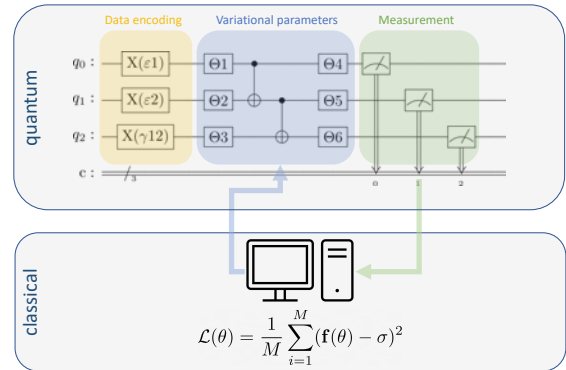 Data encoding Variational parameters Measurement
quantum
q₀ : X(ε1) Θ1 Θ4
q₁ : X(ε2) Θ2 Θ5
q₂ : X(γ12) Θ3 Θ6
c : /3 0 1 2
classical
ℒ(θ) = 1/M ∑_{i=1}^{M} (f(θ) − σ)²